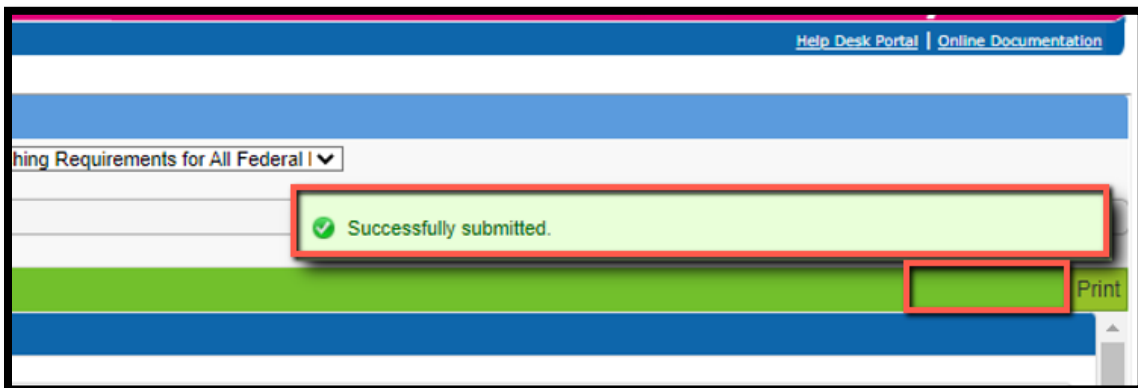 Help Desk Portal | Online Documentation
hing Requirements for All Federal
Successfully submitted.
Print